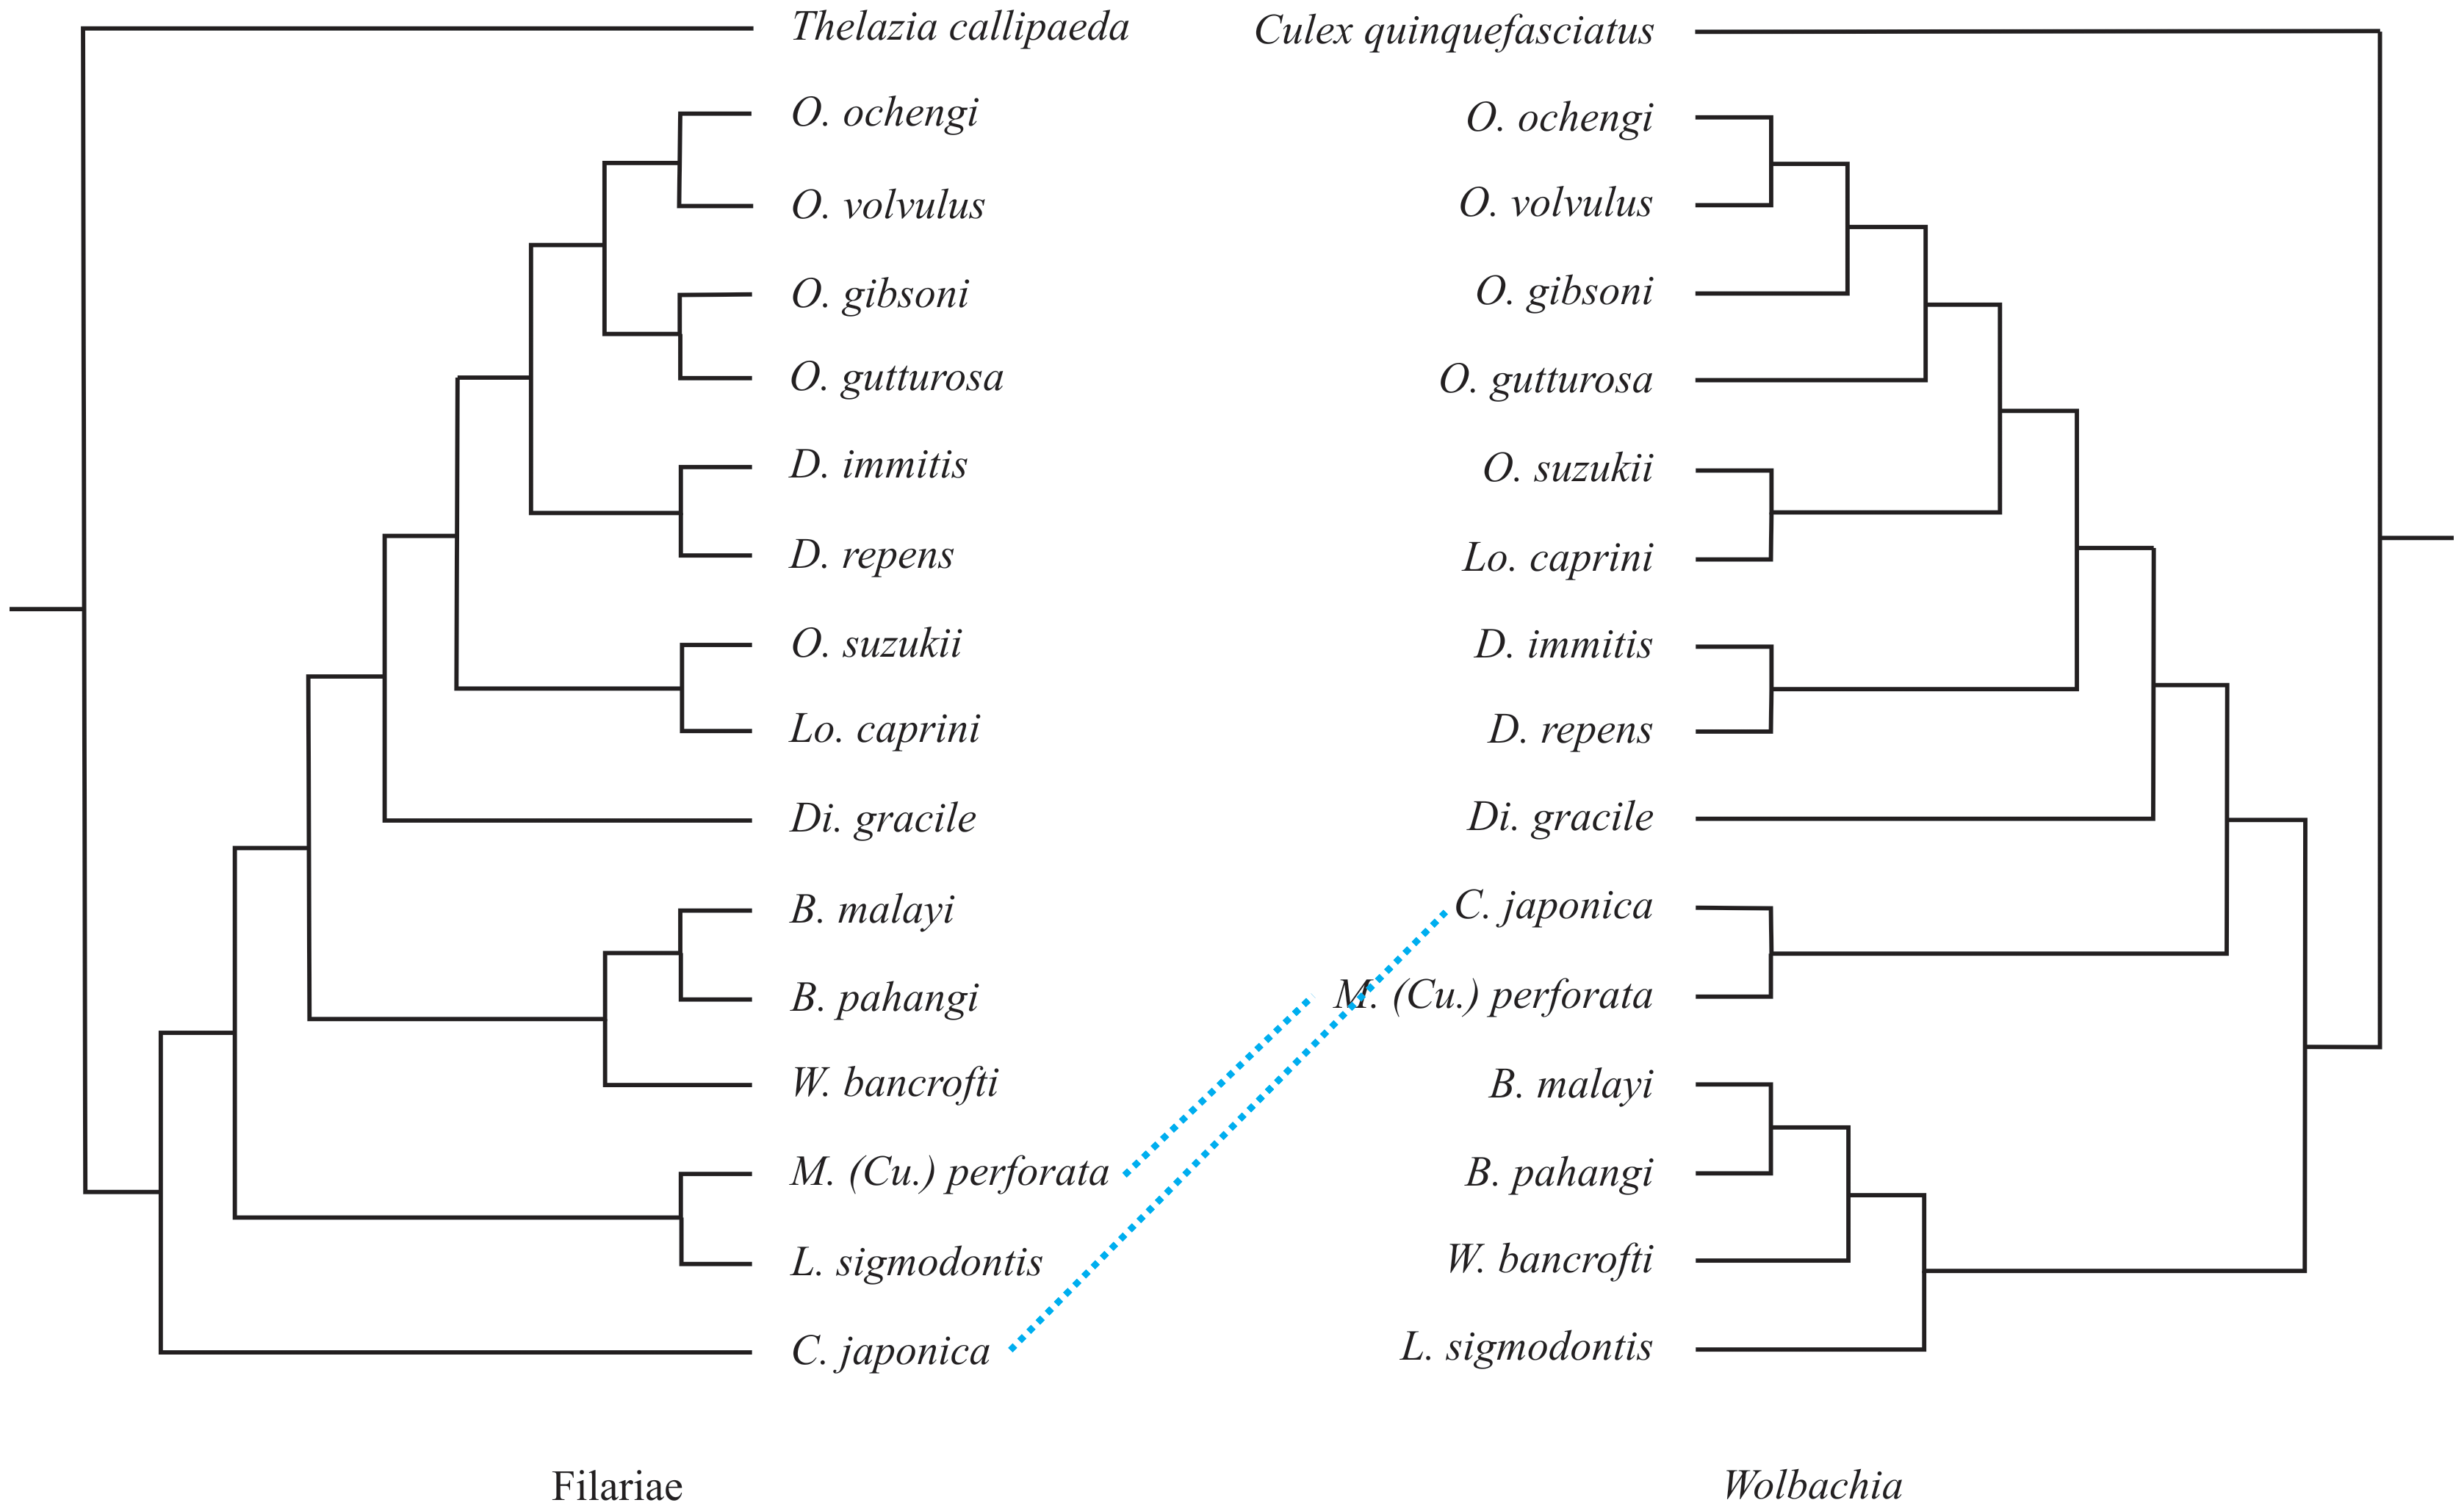 Thelazia callipaeda
O. ochengi
O. volvulus
O. gibsoni
O. gutturosa
D. immitis
D. repens
O. suzukii
Lo. caprini
Di. gracile
B. malayi
B. pahangi
W. bancrofti
M. (Cu.) perforata
L. sigmodontis
C. japonica
Filariae
Culex quinquefasciatus
O. ochengi
O. volvulus
O. gibsoni
O. gutturosa
O. suzukii
Lo. caprini
D. immitis
D. repens
Di. gracile
C. japonica
M. (Cu.) perforata
B. malayi
B. pahangi
W. bancrofti
L. sigmodontis
Wolbachia